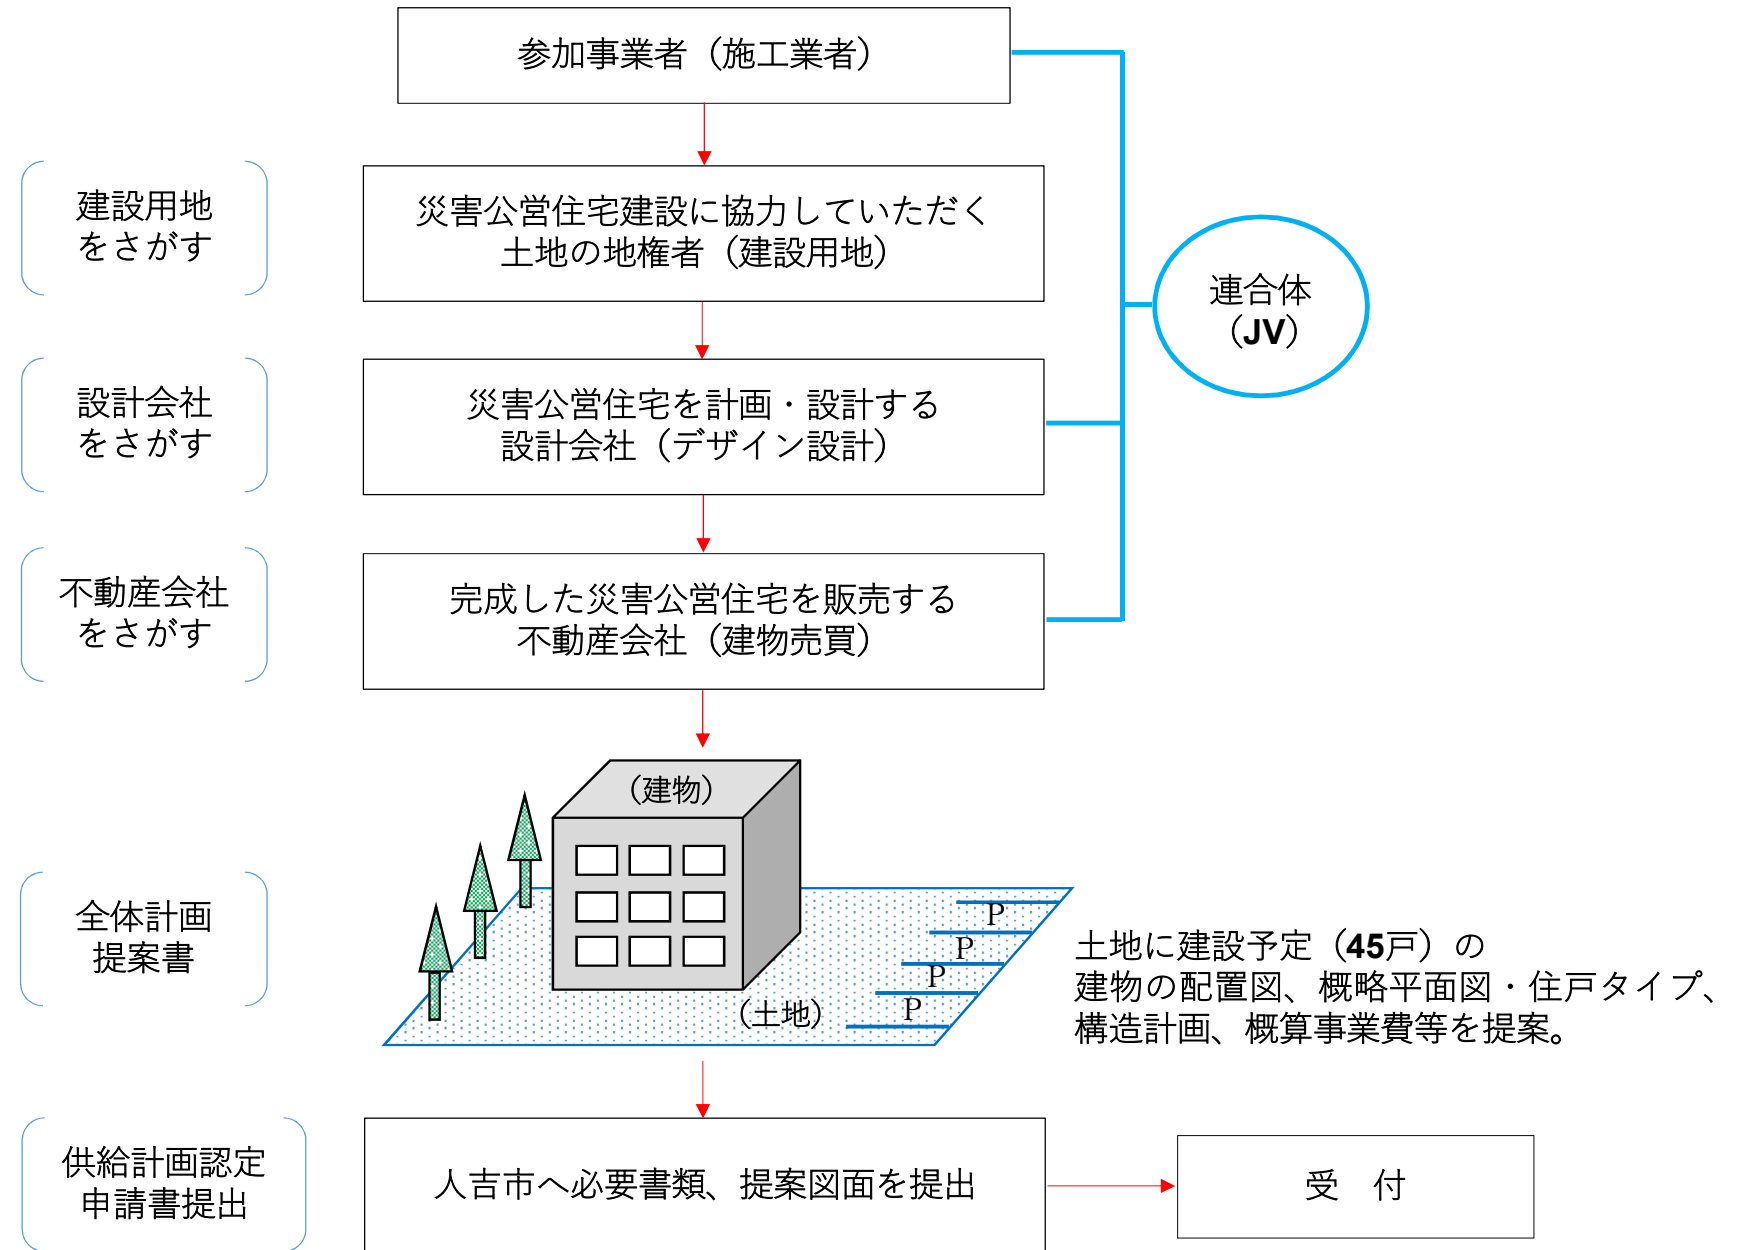 参加事業者（施工業者）
建設用地
をさがす
災害公営住宅建設に協力していただく
土地の地権者（建設用地）
連合体
（JV）
設計会社
をさがす
災害公営住宅を計画・設計する
設計会社（デザイン設計）
不動産会社
をさがす
完成した災害公営住宅を販売する
不動産会社（建物売買）
（建物）
全体計画
提案書
P
P
P
P
（土地）
土地に建設予定（45戸）の
建物の配置図、概略平面図・住戸タイプ、
構造計画、概算事業費等を提案。
供給計画認定
申請書提出
人吉市へ必要書類、提案図面を提出
受　付